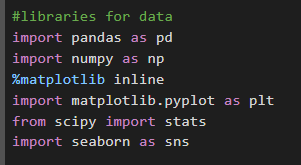 #libraries for data
import pandas as pd
import numpy as np
%matplotlib inline
import matplotlib.pyplot as plt
from scipy import stats
import seaborn as sns